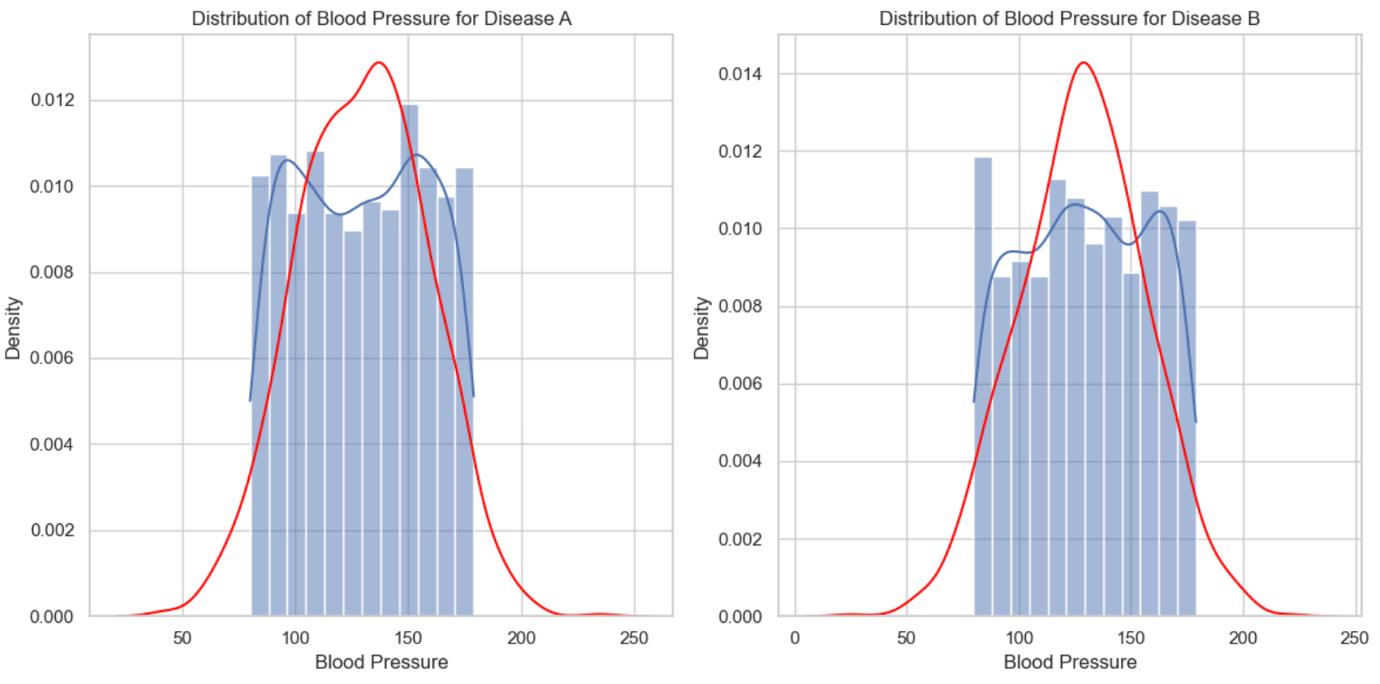 Distribution of Blood Pressure for Disease A
Density
0.012
0.010
0.008
0.006
0.004
0.002
0.000
50 100 150 200 250
Blood Pressure
Distribution of Blood Pressure for Disease B
Density
0.014
0.012
0.010
0.008
0.006
0.004
0.002
0.000
0 50 100 150 200 250
Blood Pressure